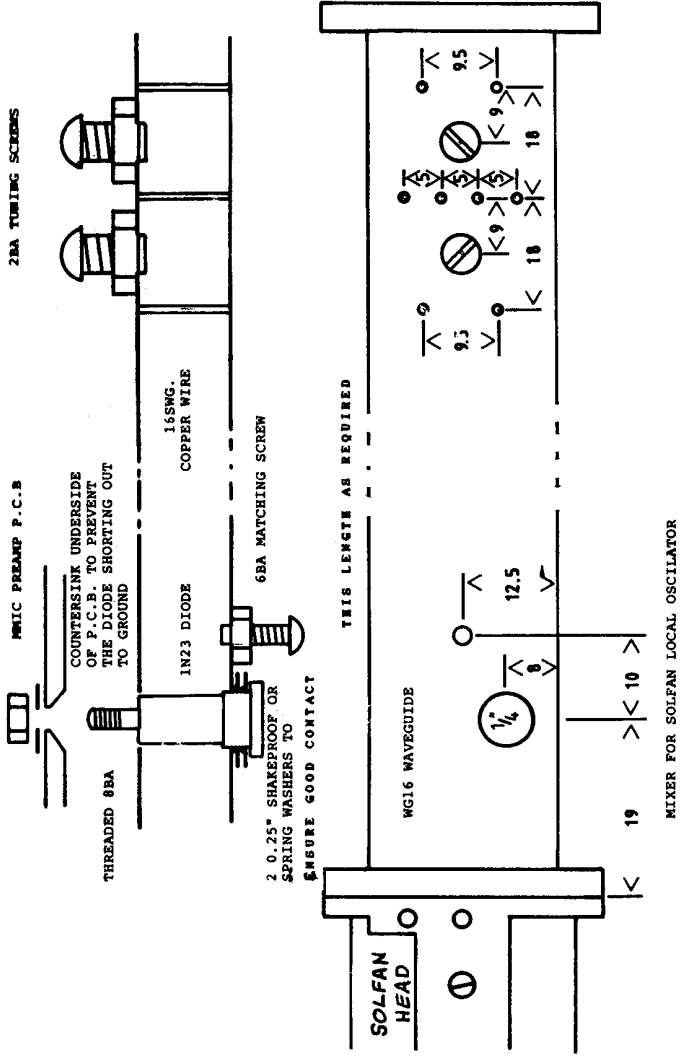 2BA TUNING SCREWS
MMIC PREAMP P.C.B
COUNTERSINK UNDERSIDE
OF P.C.B. TO PREVENT
THE DIODE SHORTING OUT
TO GROUND
THREADED 8BA
1N23 DIODE
16SWG.
COPPER WIRE
6BA MATCHING SCREW
2 0.25" SHAKEPROOF OR
SPRING WASHERS TO
ENSURE GOOD CONTACT
THIS LENGTH AS REQUIRED
WG16 WAVEGUIDE
SOLFAN
HEAD
1/4"
8
12.5
19
10
9.5
18
9
5
5
5
9
18
9.5
MIXER FOR SOLFAN LOCAL OSCILATOR